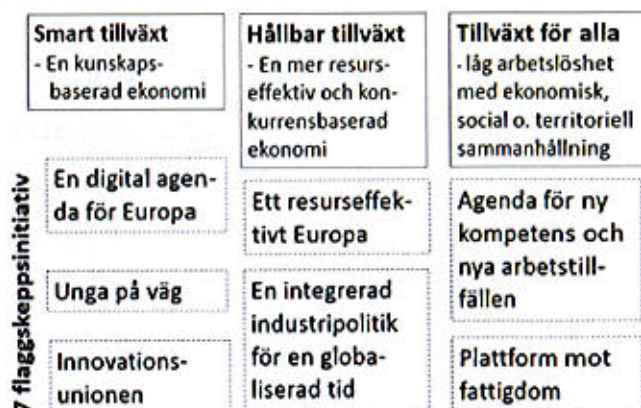 Smart tillväxt
- En kunskaps-
baserad ekonomi
Hållbar tillväxt
- En mer resurs-
effektiv och kon-
kurrensbaserad
ekonomi
Tillväxt för alla
- låg arbetslöshet
med ekonomisk,
social o. territoriell
sammanhållning
7 flaggskeppsinitiativ
En digital agen-
da för Europa
Unga på väg
Innovations-
unionen
Ett resurseffek-
tivt Europa
En integrerad
industripolitik
för en globa-
liserad tid
Agenda för ny
kompetens och
nya arbetstill-
fällen
Plattform mot
fattigdom